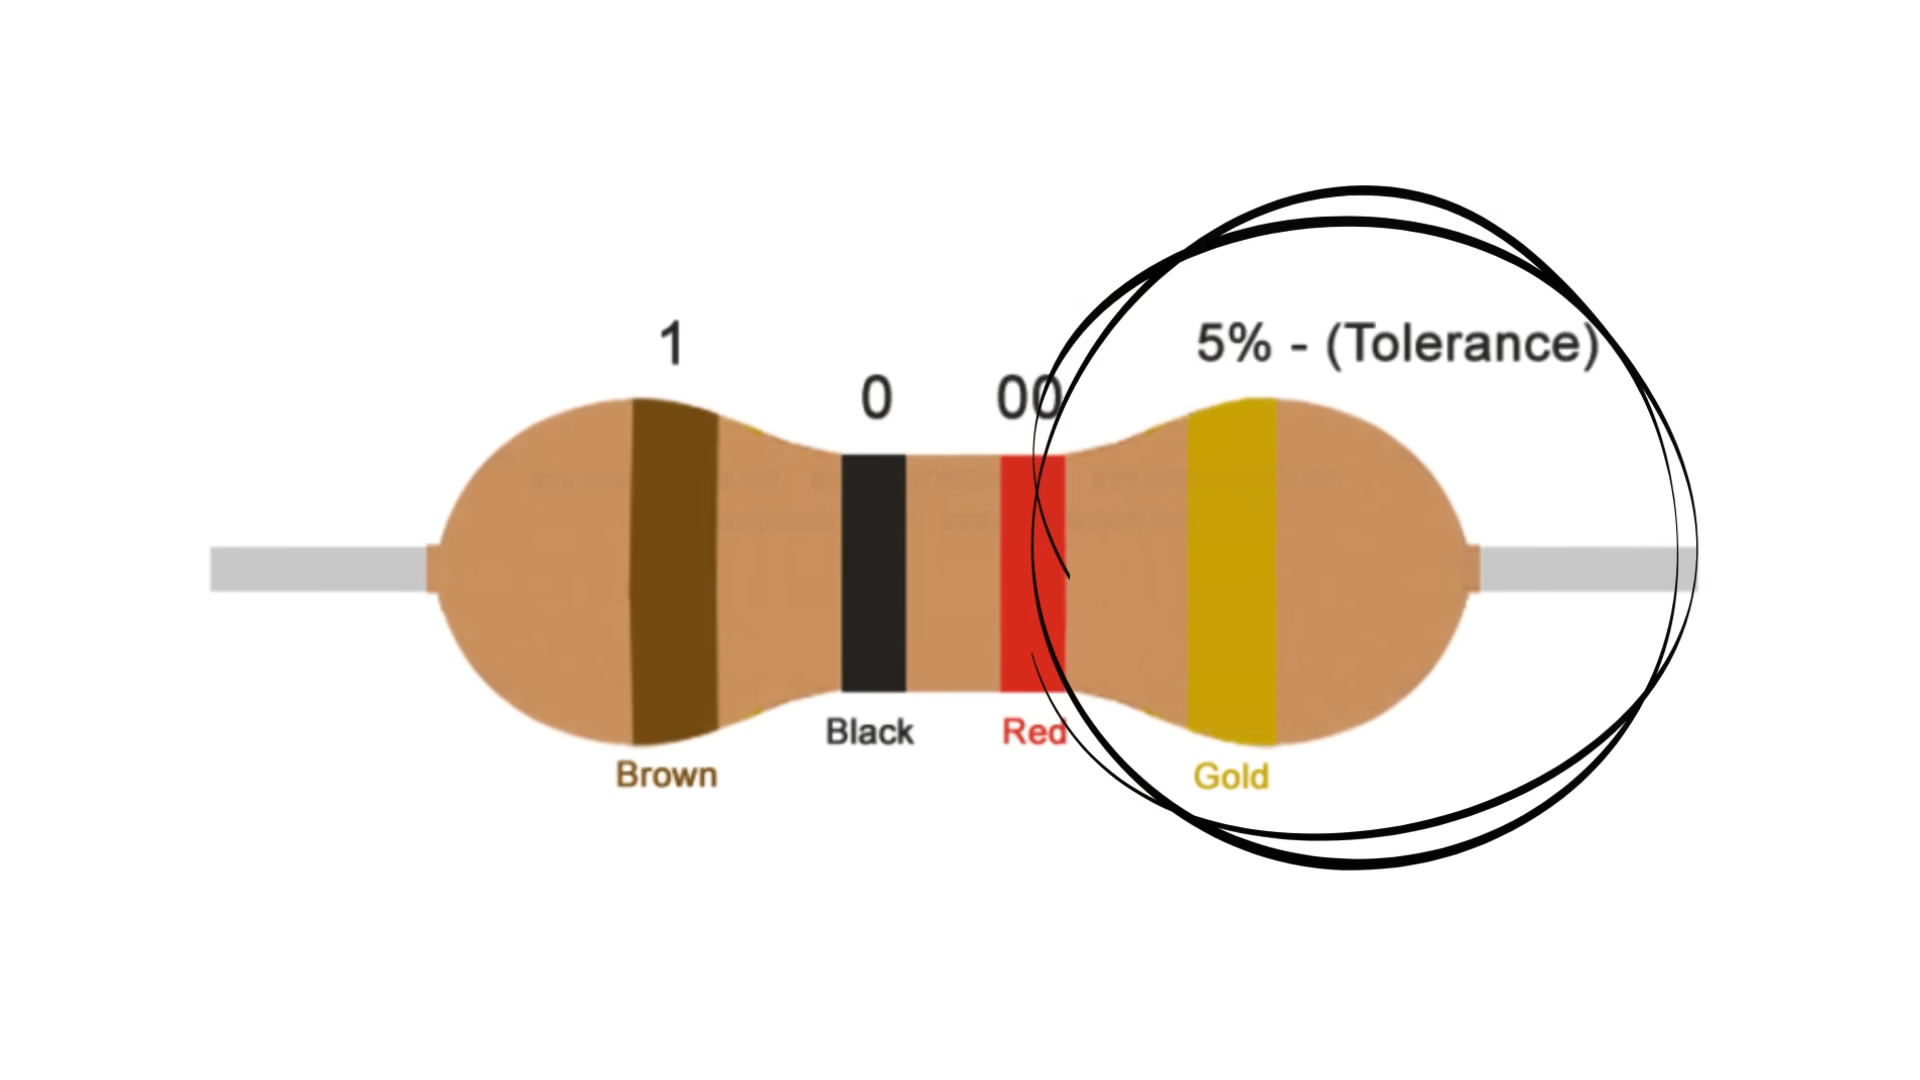 1
0
00
5% - (Tolerance)
Black
Red
Brown
Gold